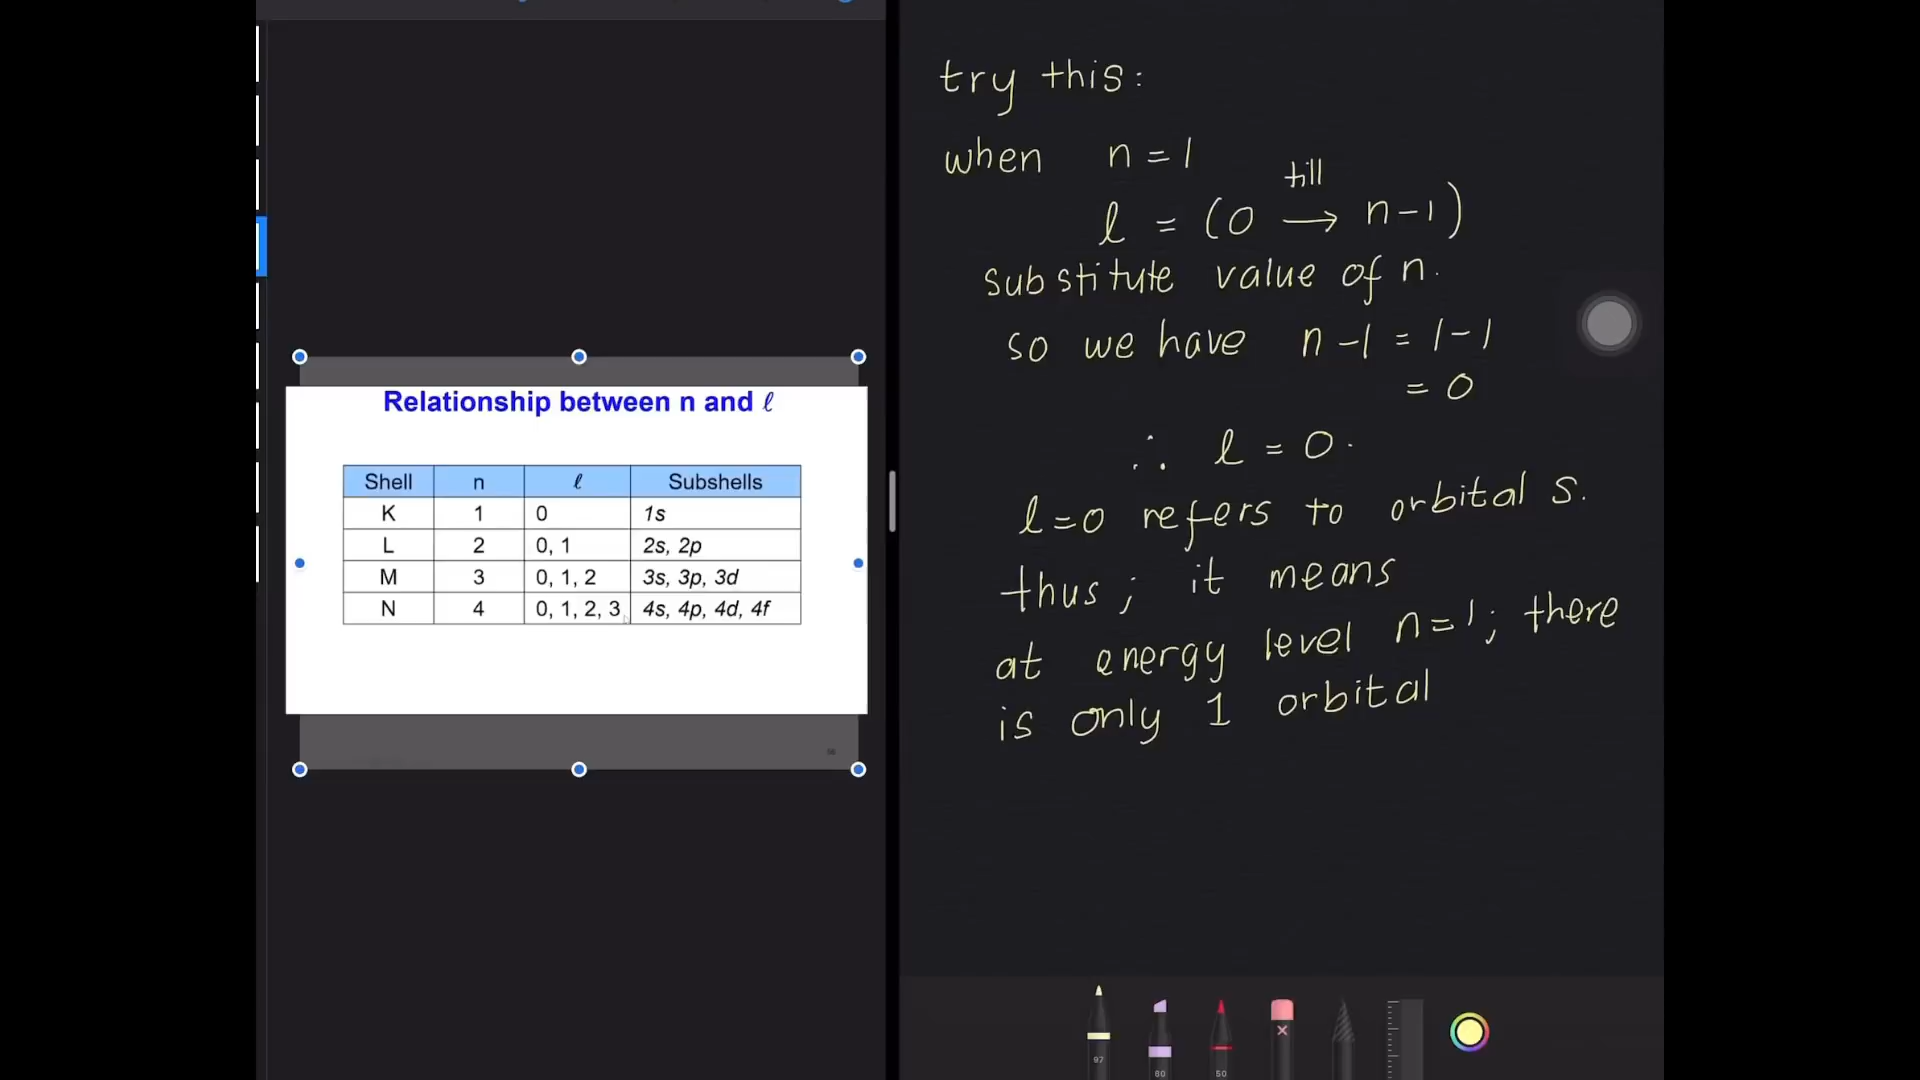 Relationship between n and ℓ
Shell n ℓ Subshells
K 1 0 1s
L 2 0, 1 2s, 2p
M 3 0, 1, 2 3s, 3p, 3d
N 4 0, 1, 2, 3 4s, 4p, 4d, 4f
try this:
when n = 1
till
l = (0 → n-1)
substitute value of n.
so we have n-1 = 1-1
= 0
∴ l = 0.
l=0 refers to orbital s.
thus; it means
at energy level n=1; there
is only 1 orbital
97
80
50